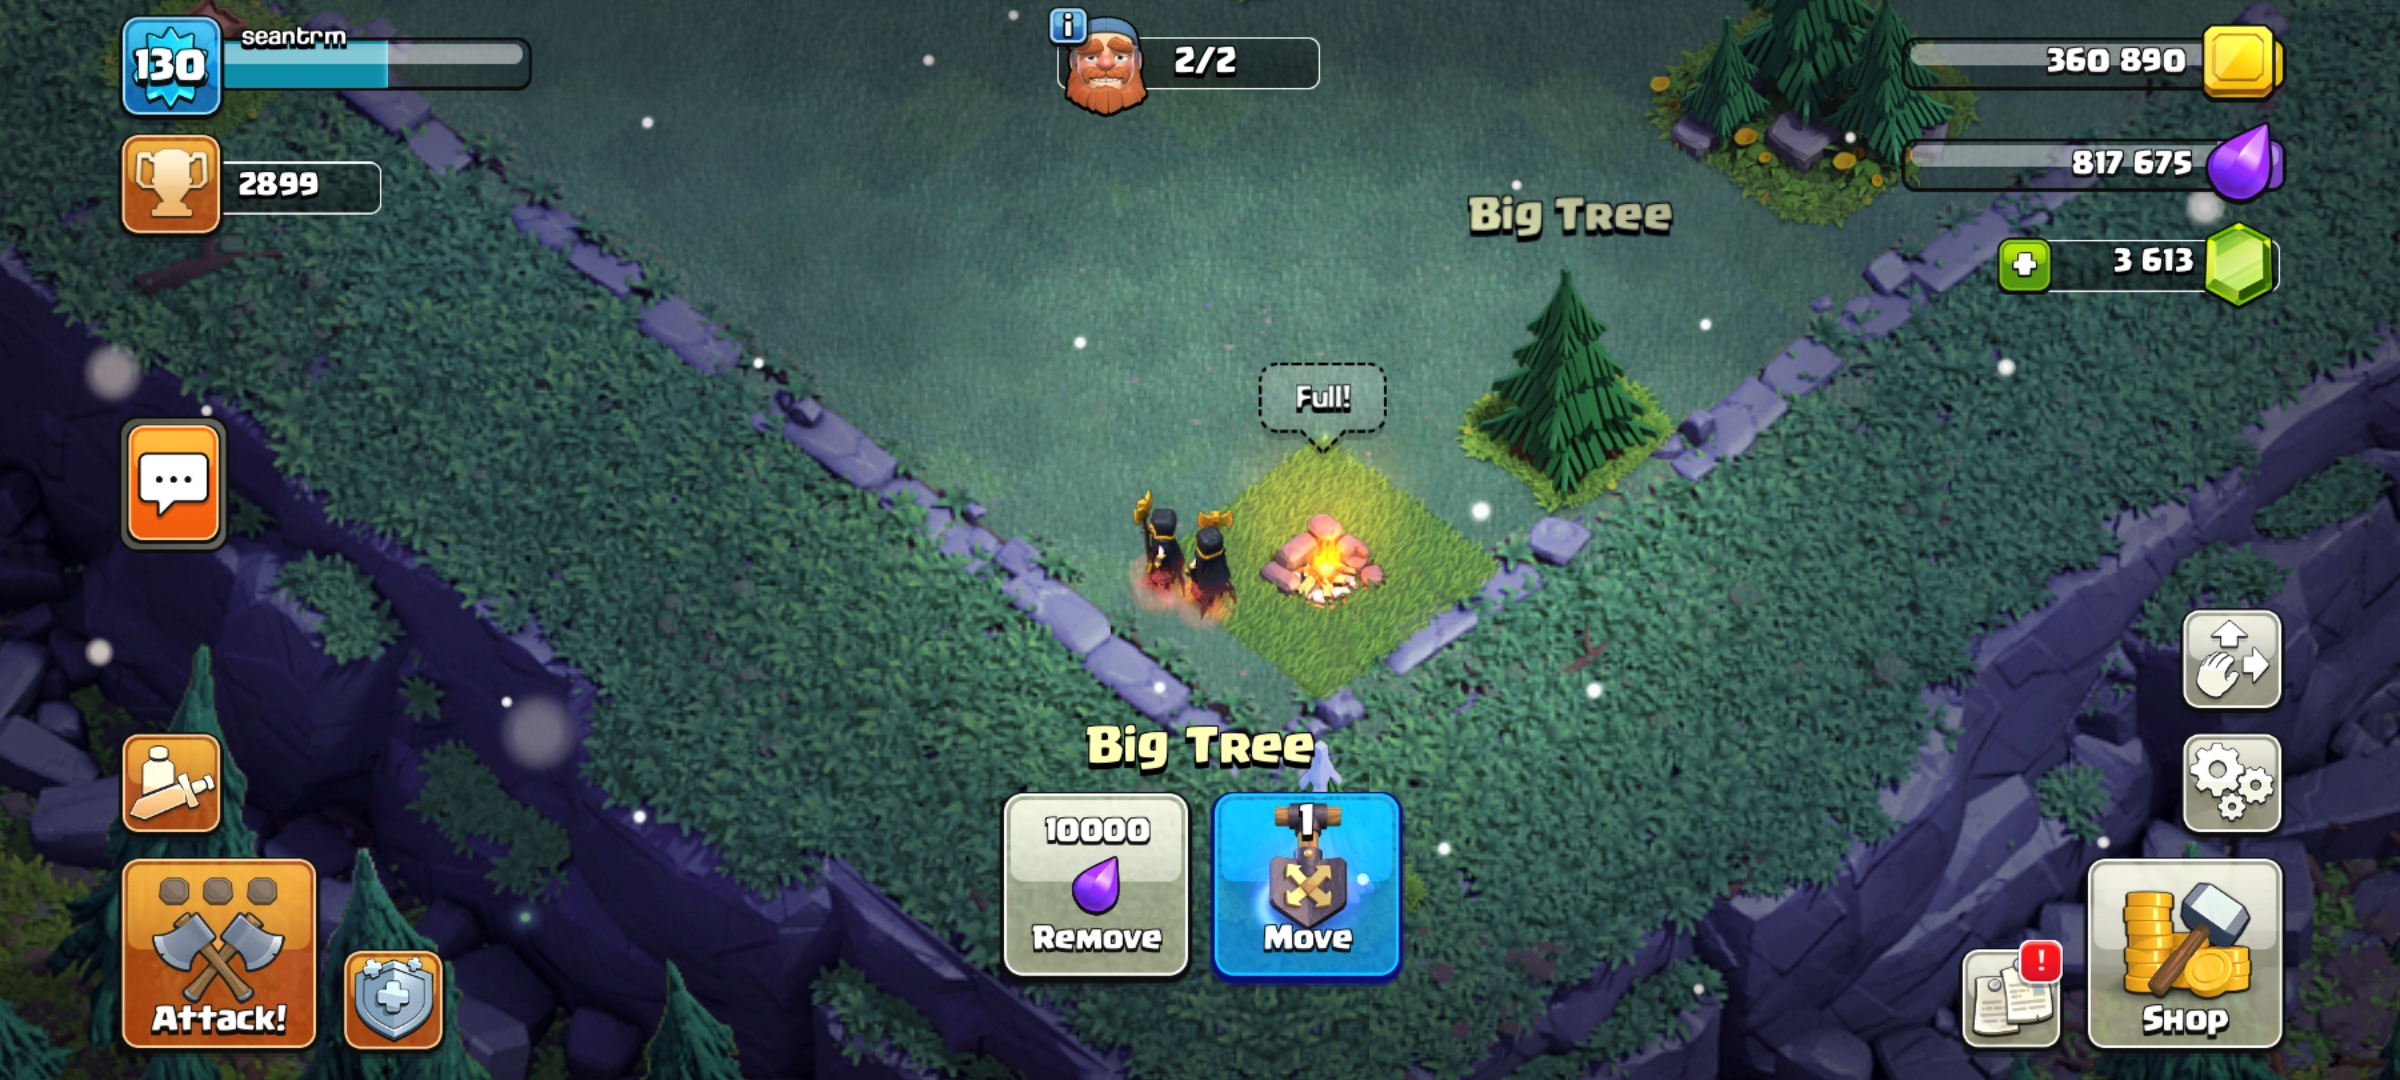 130
seantrm
2/2
360 890
2899
817 675
3 613
Big Tree
Full!
Big Tree
10000
Remove
1
Move
Attack!
!
Shop